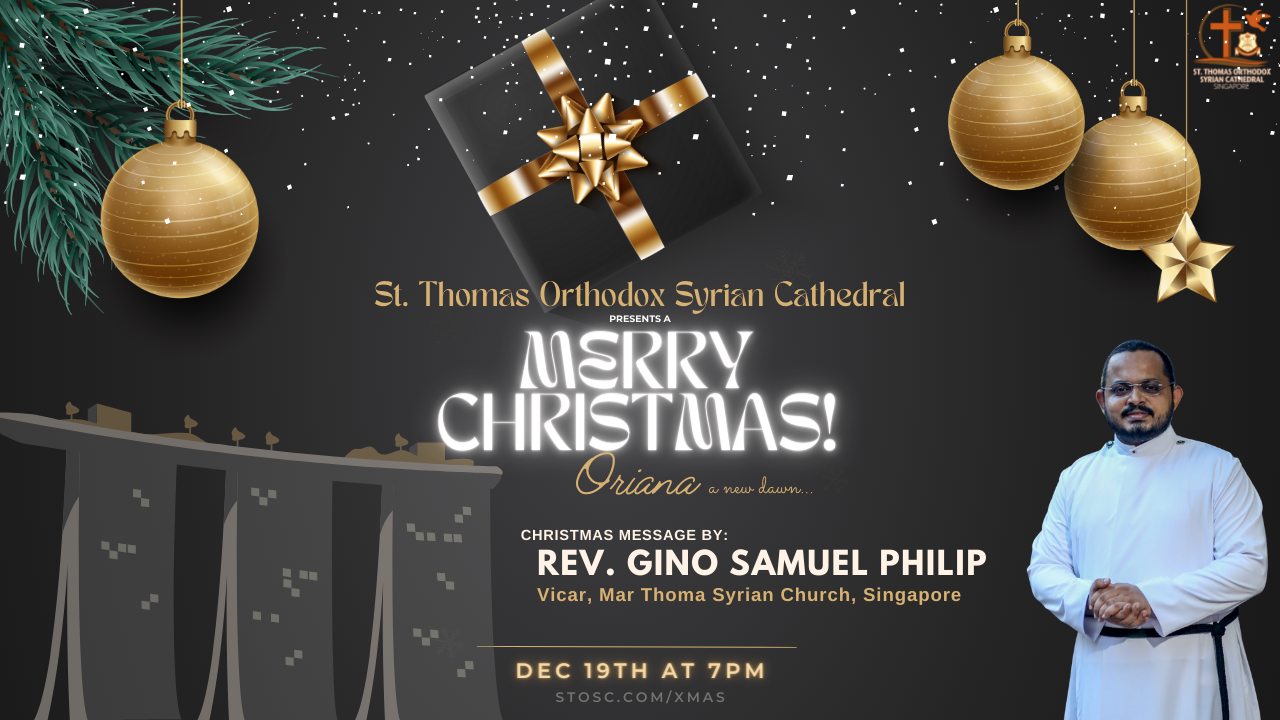 ST. THOMAS ORTHODOX
SYRIAN CATHEDRAL
SINGAPORE
St. Thomas Orthodox Syrian Cathedral
PRESENTS A
MERRY
CHRISTMAS!
Oriana a new dawn...
CHRISTMAS MESSAGE BY:
REV. GINO SAMUEL PHILIP
Vicar, Mar Thoma Syrian Church, Singapore
DEC 19TH AT 7PM
STOSC.COM/XMAS